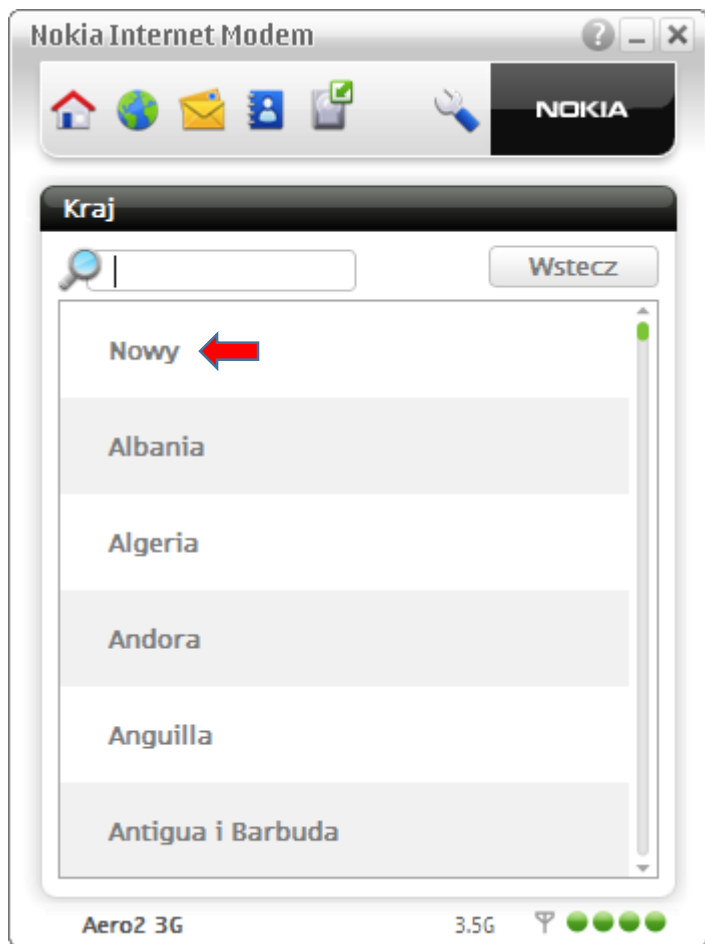 Nokia Internet Modem
NOKIA
Kraj
Wstecz
Nowy
Albania
Algeria
Andora
Anguilla
Antigua i Barbuda
Aero2 3G 3.5G